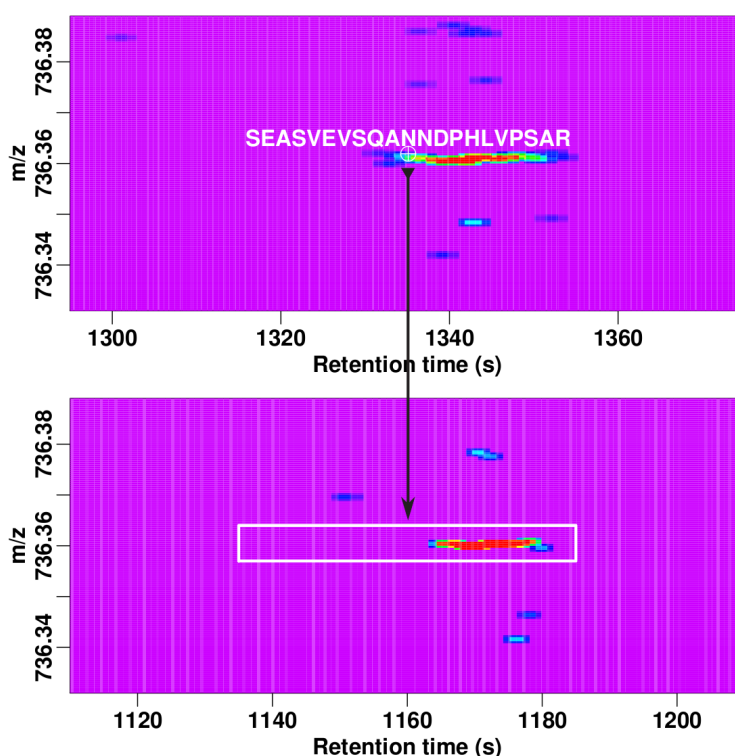 736.38
736.36
736.34
m/z
SEASVEVSQANNDPHLVPSAR
1300 1320 1340 1360
Retention time (s)
736.38
736.36
736.34
m/z
1120 1140 1160 1180 1200
Retention time (s)